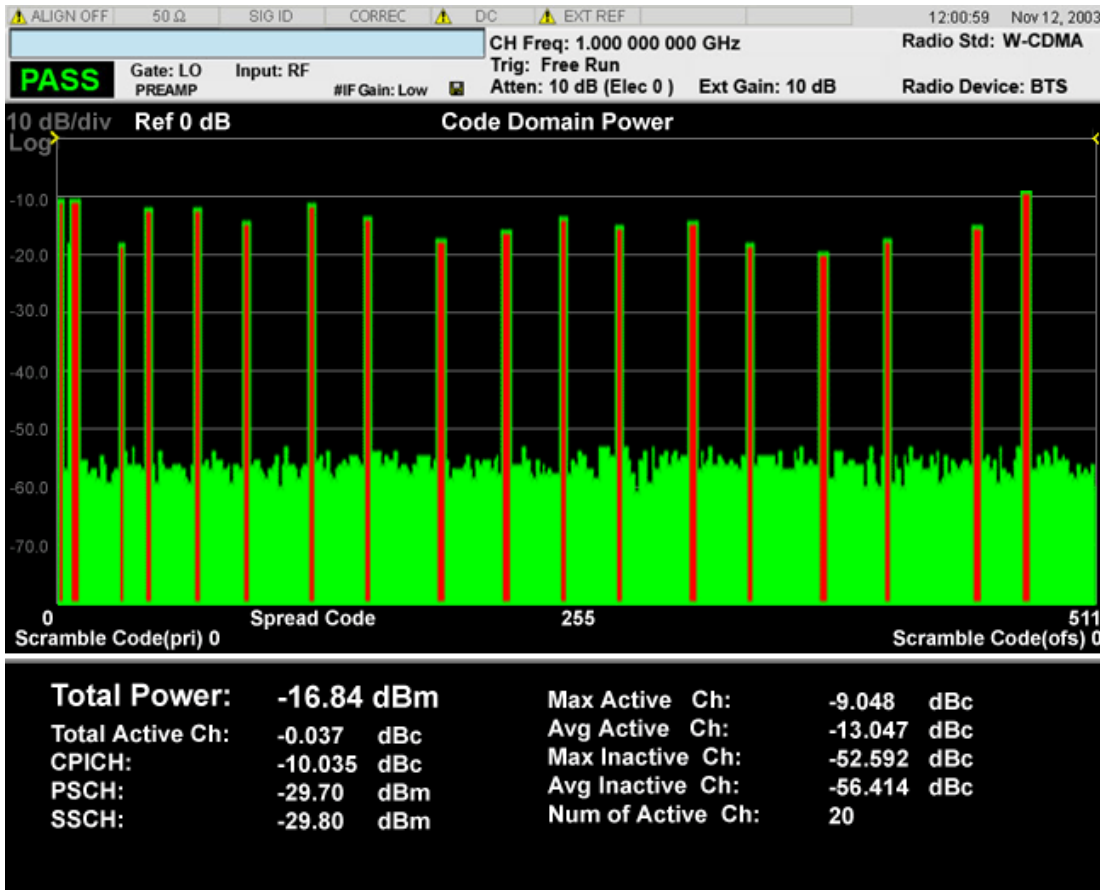 ALIGN OFF 50 Ω SIG ID CORREC DC EXT REF 12:00:59 Nov 12, 2003
CH Freq: 1.000 000 000 GHz Radio Std: W-CDMA
PASS Gate: LO Input: RF Trig: Free Run
PREAMP #IF Gain: Low Atten: 10 dB (Elec 0 ) Ext Gain: 10 dB Radio Device: BTS
10 dB/div Ref 0 dB Code Domain Power
Log
-10.0
-20.0
-30.0
-40.0
-50.0
-60.0
-70.0
0 Spread Code 255 511
Scramble Code(pri) 0 Scramble Code(ofs) 0
Total Power: -16.84 dBm
Total Active Ch: -0.037 dBc
CPICH: -10.035 dBc
PSCH: -29.70 dBm
SSCH: -29.80 dBm
Max Active Ch: -9.048 dBc
Avg Active Ch: -13.047 dBc
Max Inactive Ch: -52.592 dBc
Avg Inactive Ch: -56.414 dBc
Num of Active Ch: 20